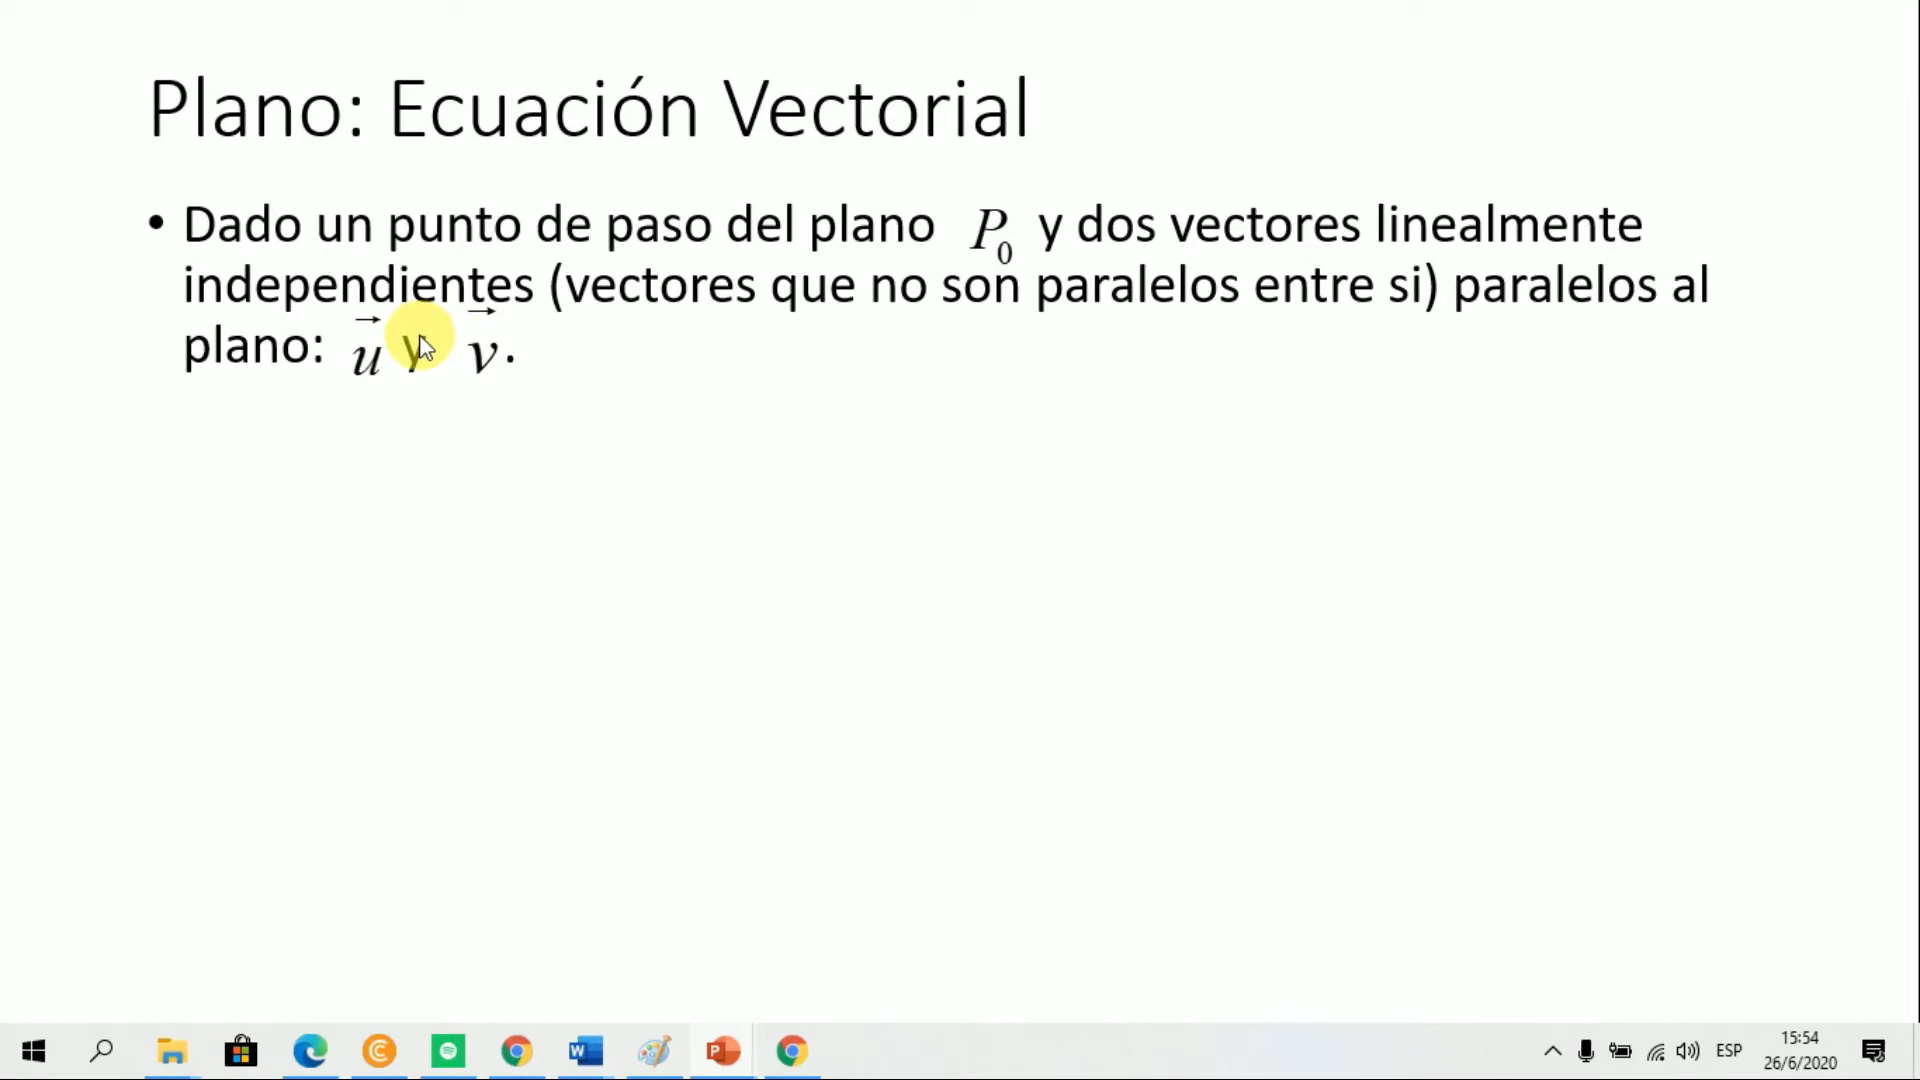 Plano: Ecuación Vectorial
• Dado un punto de paso del plano P₀ y dos vectores linealmente
independientes (vectores que no son paralelos entre si) paralelos al
plano: u⃗ y v⃗.
15:54
ESP
26/6/2020